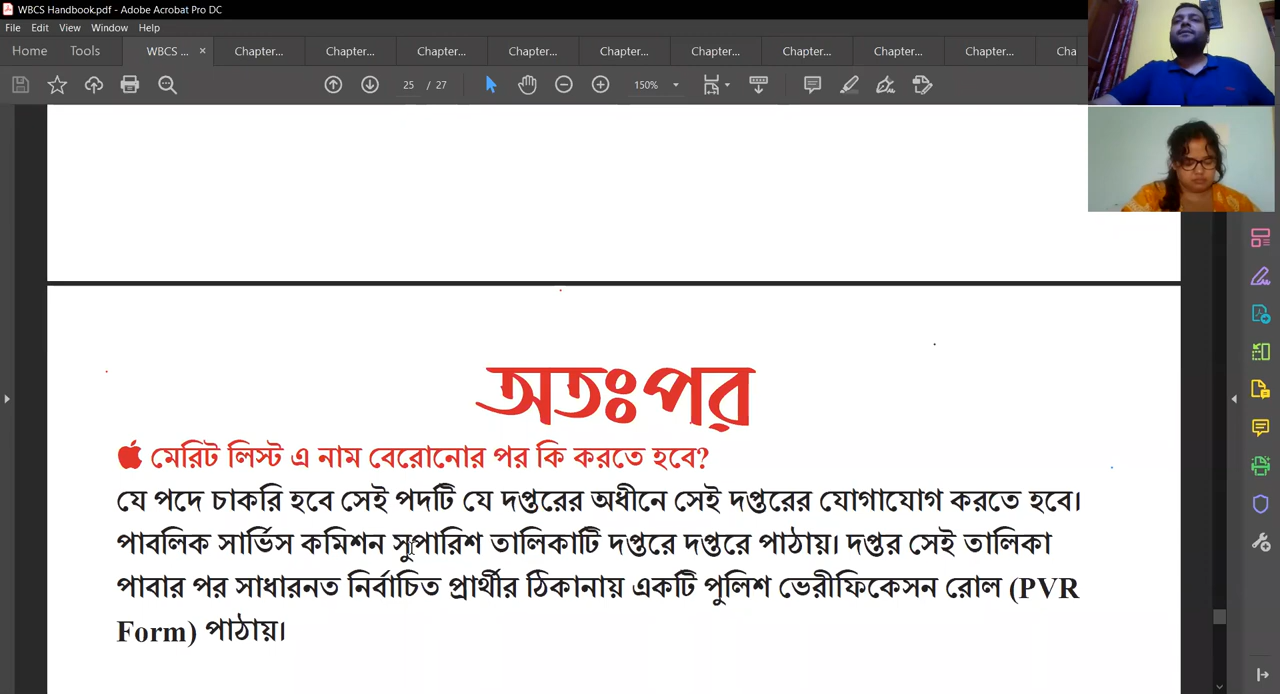 WBCS Handbook.pdf - Adobe Acrobat Pro DC
File Edit View Window Help
Home Tools WBCS ... × Chapter... Chapter... Chapter... Chapter... Chapter... Chapter... Chapter... Chapter... Chapter... Cha
25 / 27 150%
অতঃপর
মেরিট লিস্ট এ নাম বেরোনোর পর কি করতে হবে?
যে পদে চাকরি হবে সেই পদটি যে দপ্তরের অধীনে সেই দপ্তরের যোগাযোগ করতে হবে।
পাবলিক সার্ভিস কমিশন সুপারিশ তালিকাটি দপ্তরে দপ্তরে পাঠায়। দপ্তর সেই তালিকা
পাবার পর সাধারনত নির্বাচিত প্রার্থীর ঠিকানায় একটি পুলিশ ভেরীফিকেসন রোল (PVR
Form) পাঠায়।